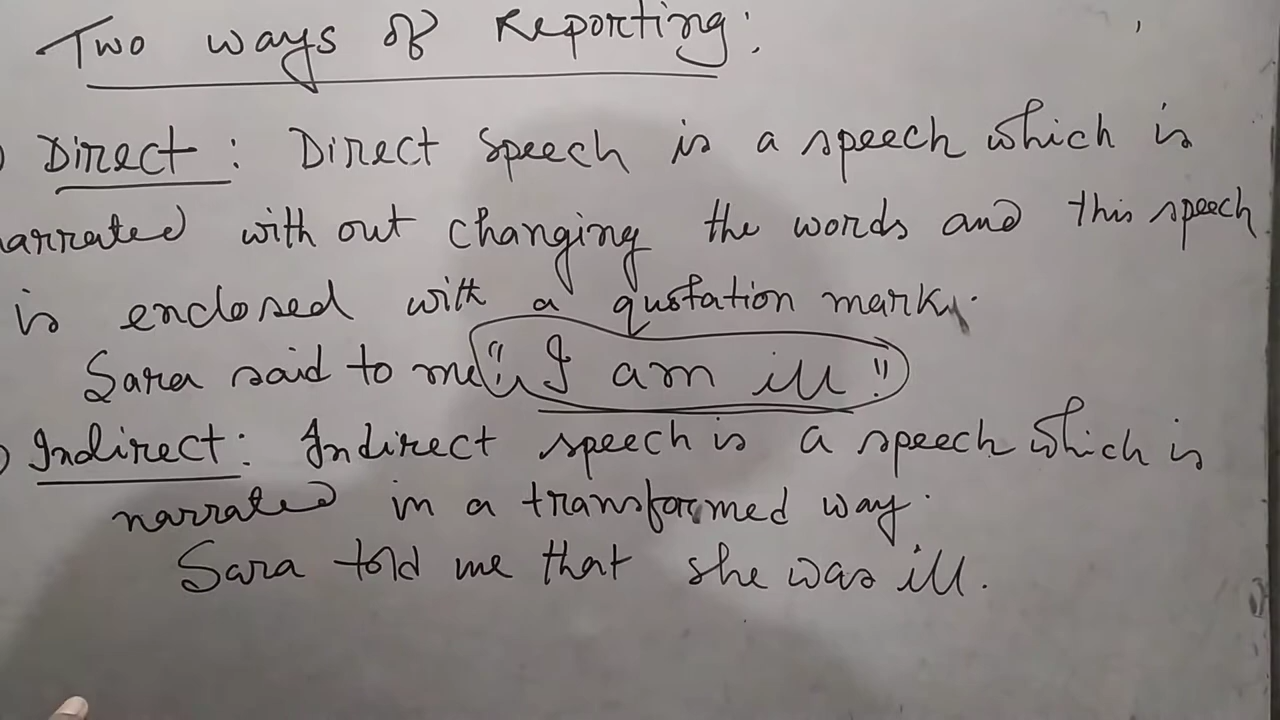 Two ways of Reporting:
) Direct: Direct speech is a speech which is
narrated with out changing the words and this speech
is enclosed with a qustation mark.
Sara said to me, "I am ill."
) Indirect: Indirect speech is a speech which is
narrated in a transformed way.
Sara told me that she was ill.